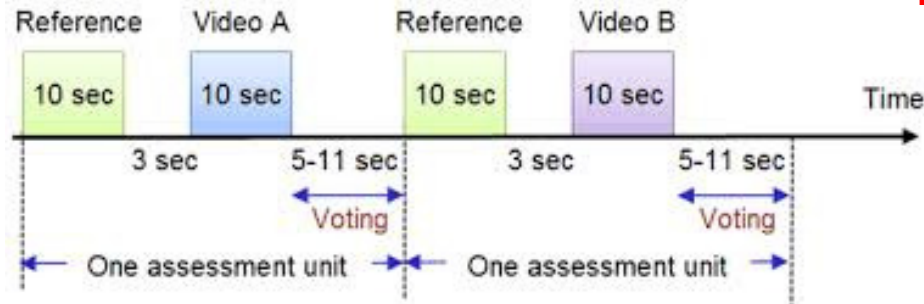 Reference Video A Reference Video B
10 sec 10 sec 10 sec 10 sec
Time
3 sec 5-11 sec 3 sec 5-11 sec
Voting Voting
One assessment unit One assessment unit